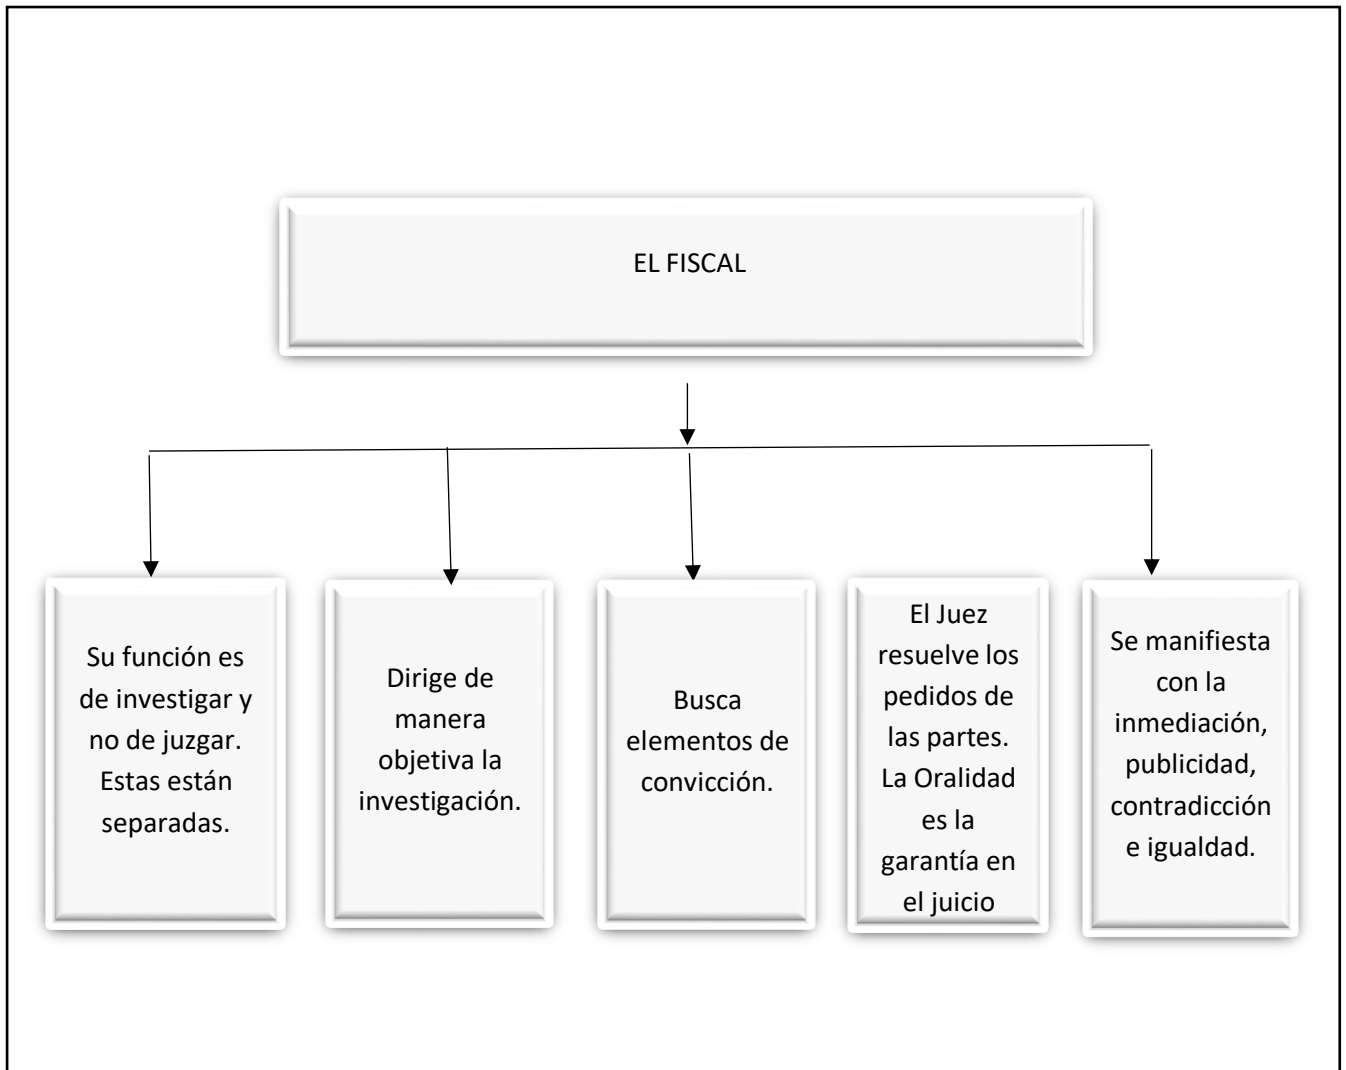 EL FISCAL
Su función es
de investigar y
no de juzgar.
Estas están
separadas.
Dirige de
manera
objetiva la
investigación.
Busca
elementos de
convicción.
El Juez
resuelve los
pedidos de
las partes.
La Oralidad
es la
garantía en
el juicio
Se manifiesta
con la
inmediación,
publicidad,
contradicción
e igualdad.